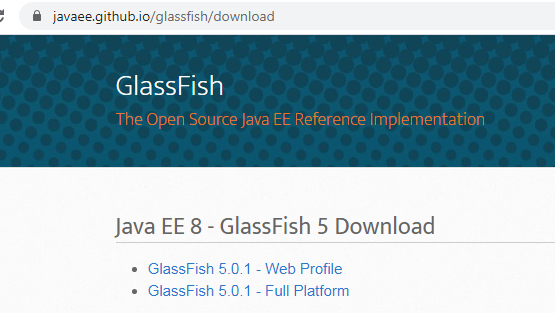 javaee.github.io/glassfish/download
GlassFish
The Open Source Java EE Reference Implementation
Java EE 8 - GlassFish 5 Download
GlassFish 5.0.1 - Web Profile
GlassFish 5.0.1 - Full Platform